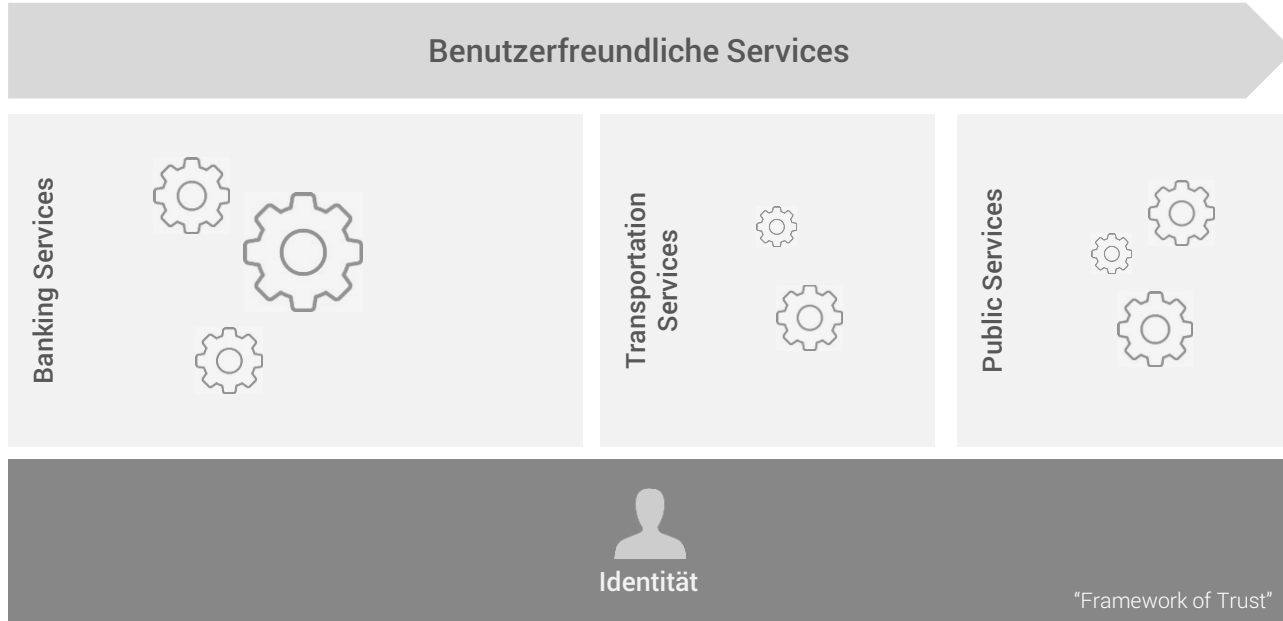 Benutzerfreundliche Services
Banking Services
Transportation
Services
Public Services
Identität
“Framework of Trust”